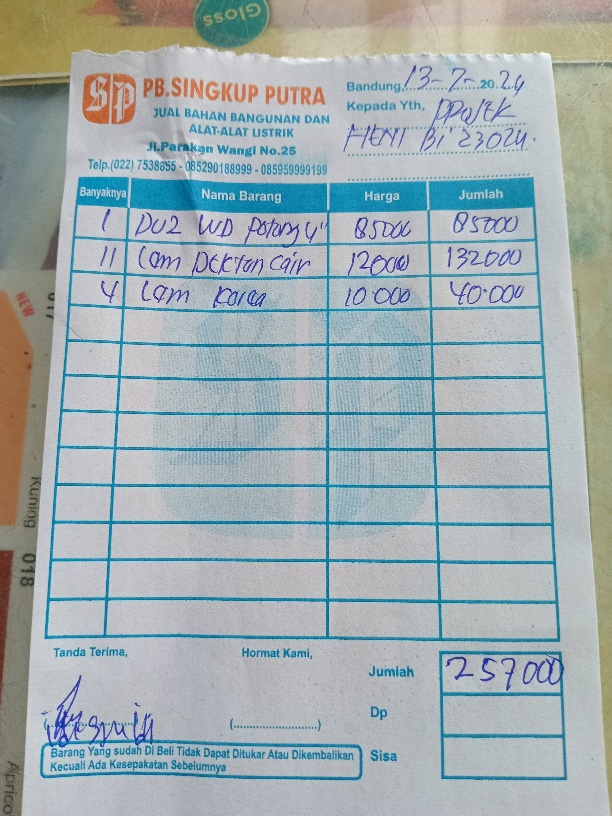 Gloss
SP PB.SINGKUP PUTRA
JUAL BAHAN BANGUNAN DAN
ALAT-ALAT LISTRIK
Jl.Parakan Wangi No.25
Telp.(022) 7538655 - 085290188999 - 085959999199
Bandung, 13-7-2024
Kepada Yth,
HENI Bi 23024.
Banyaknya Nama Barang Harga Jumlah
1 DUZ WD Potong 4" 85000 85000
11 Lem Dekton Cair 12000 132000
4 Lem Korea 10.000 40.000
NEW
017
Kuning 018
Tanda Terima, Hormat Kami,
Jumlah 257000
Dp
Sisa
(....................)
Barang Yang sudah Di Beli Tidak Dapat Ditukar Atau Dikembalikan
Kecuali Ada Kesepakatan Sebelumnya